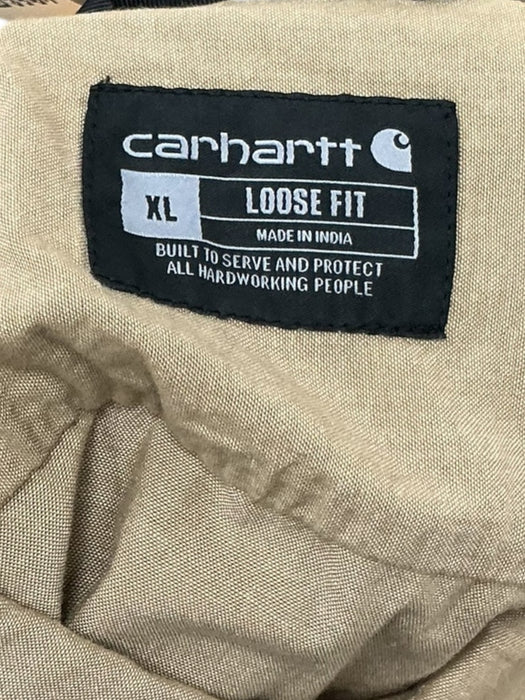 carhartt
XL
LOOSE FIT
MADE IN INDIA
BUILT TO SERVE AND PROTECT
ALL HARDWORKING PEOPLE